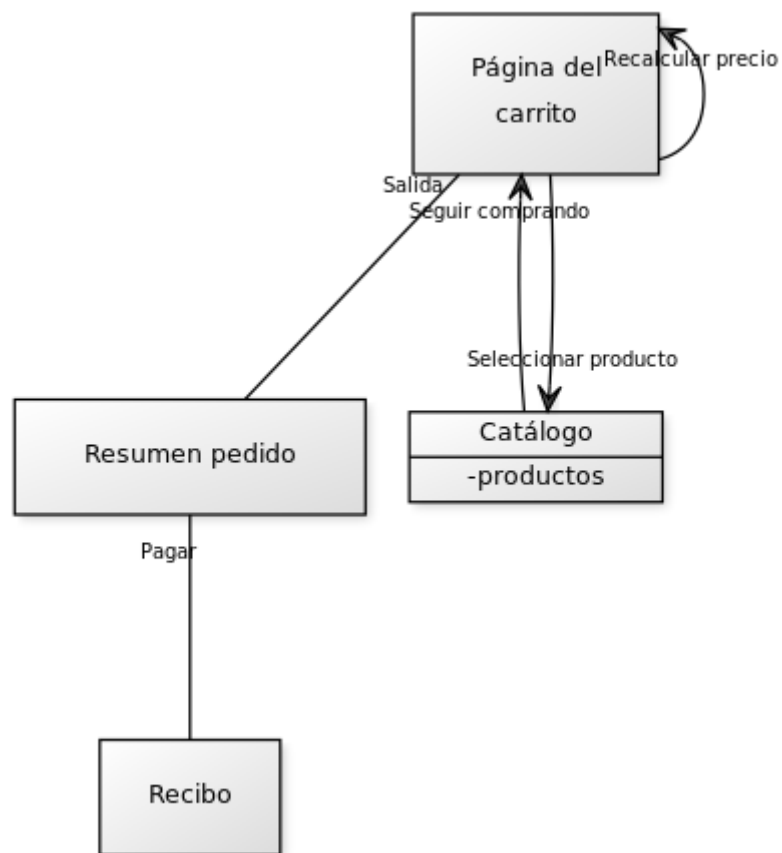 Página del
carrito
Recalcular precio
Salida
Seguir comprando
Seleccionar producto
Catálogo
-productos
Resumen pedido
Pagar
Recibo